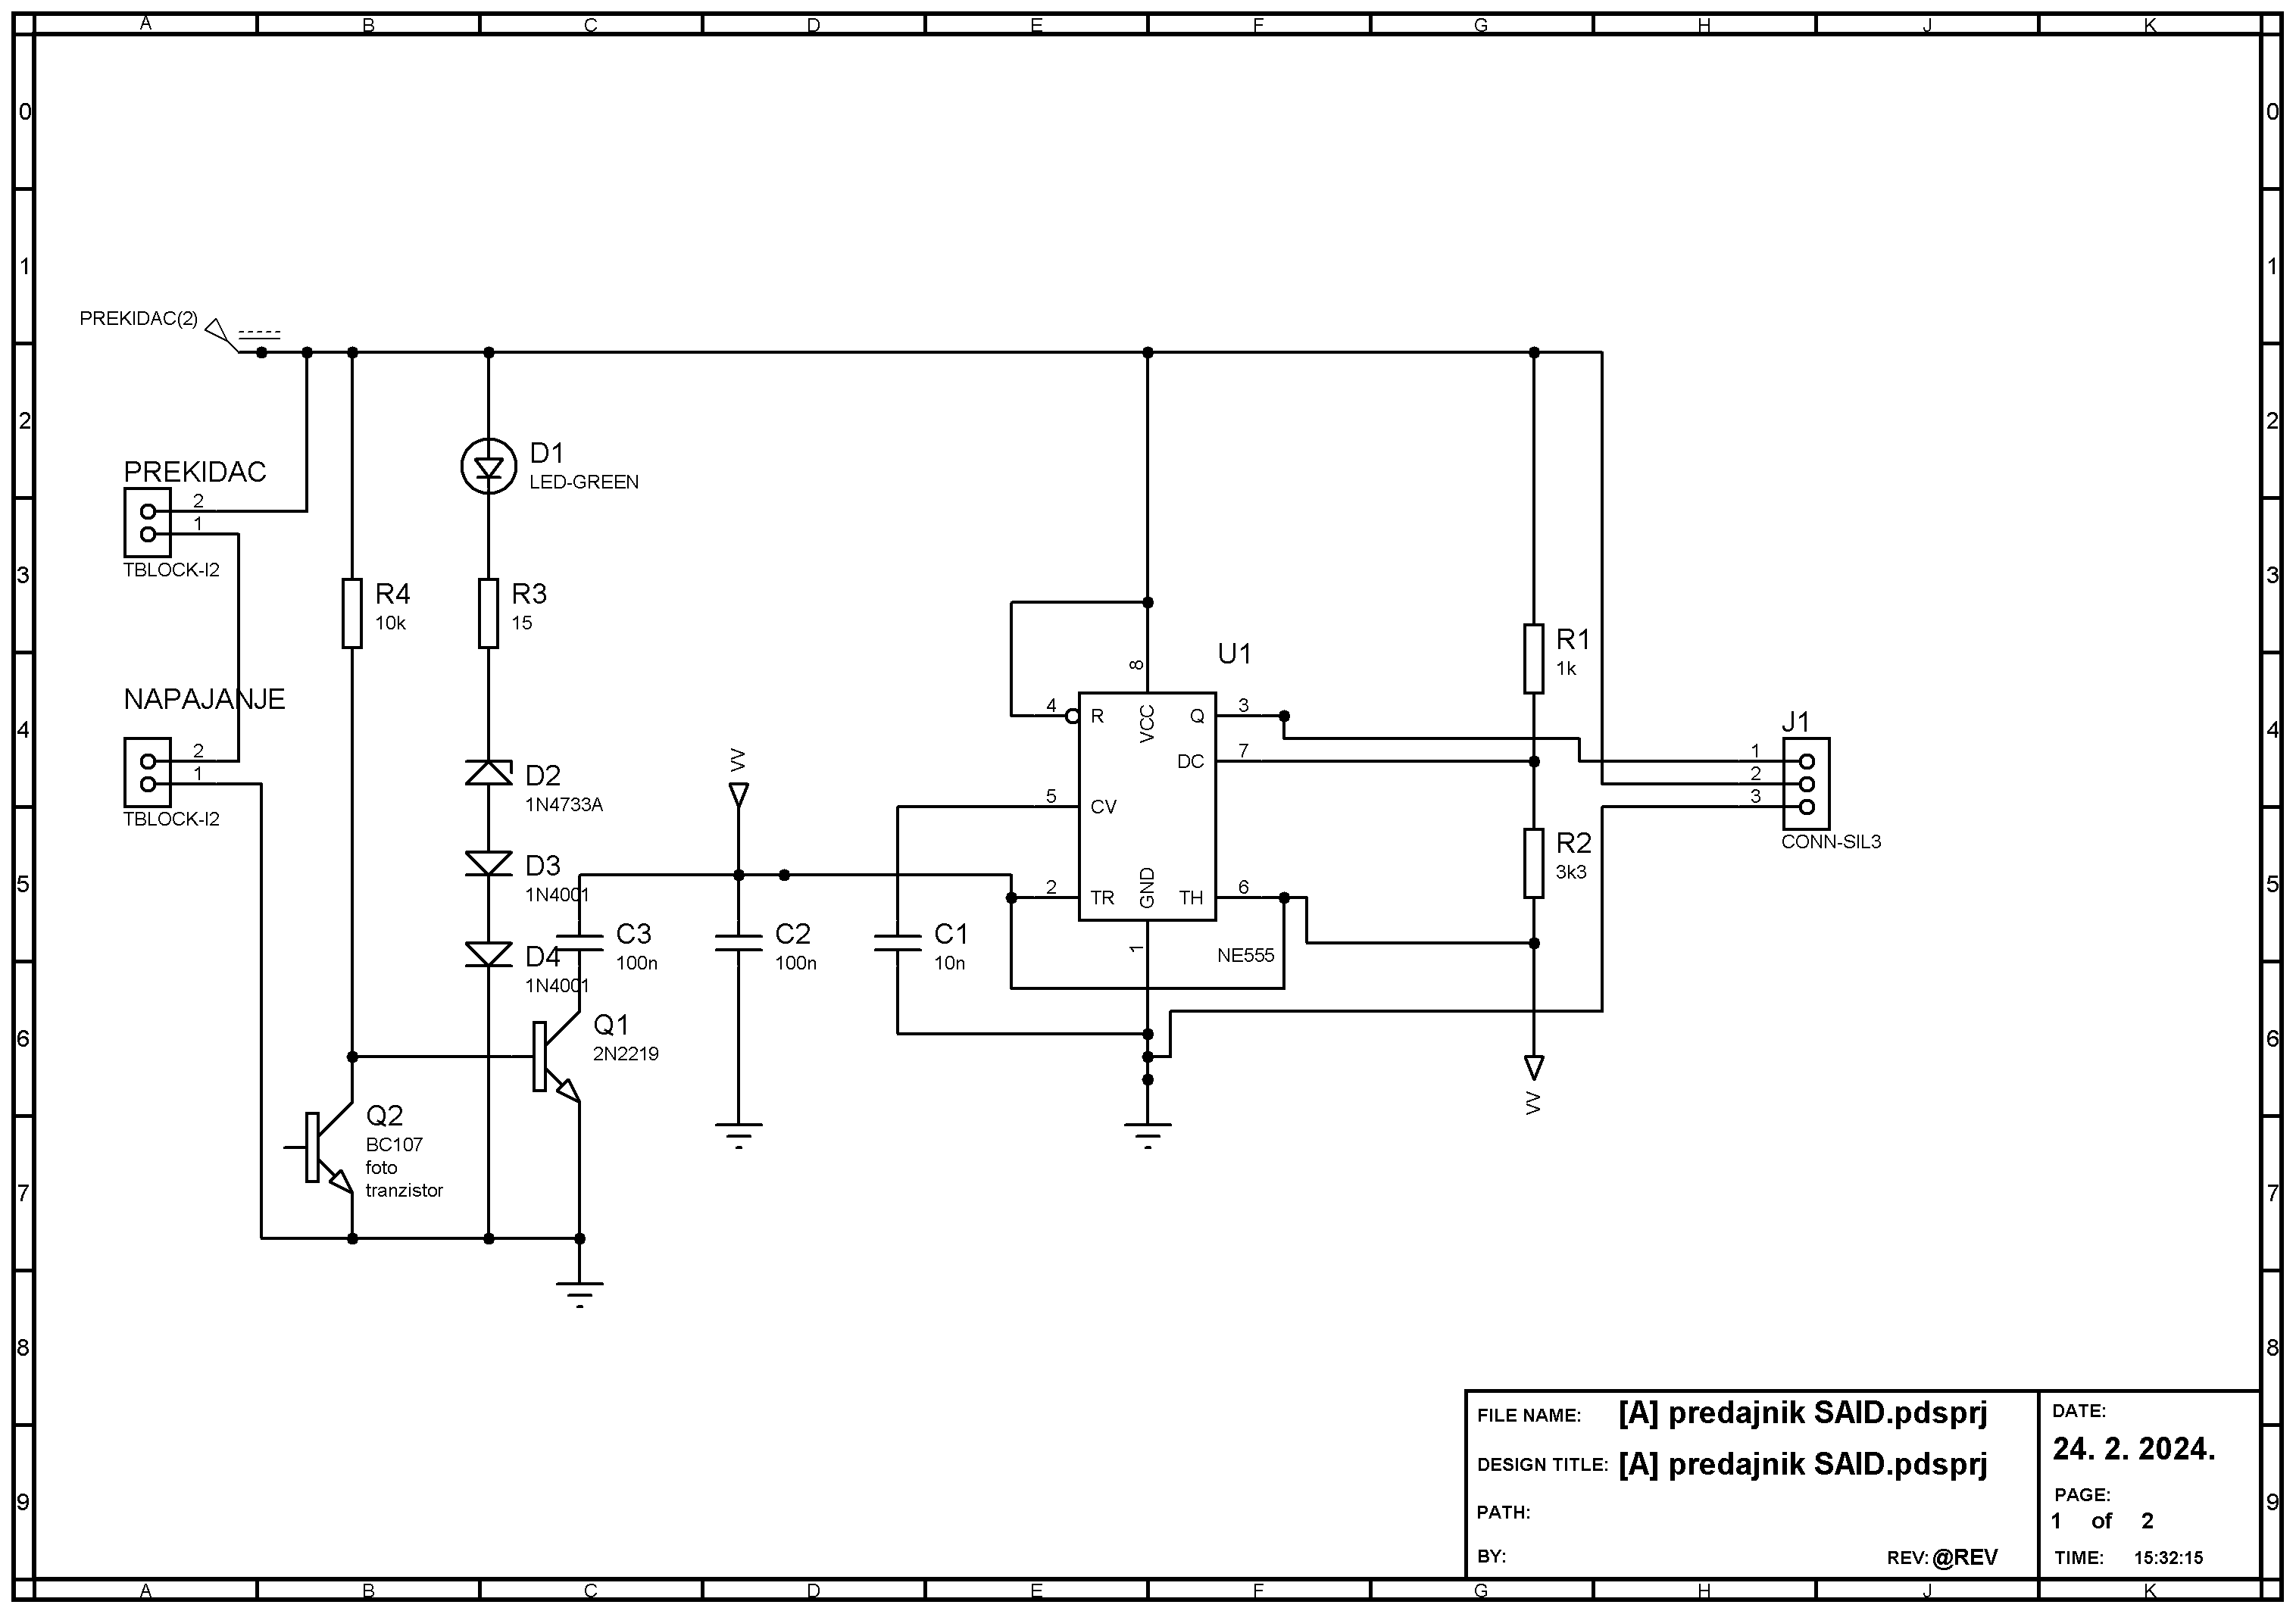 A B C D E F G H J K
0 0
1 1
PREKIDAC(2)
2 2
D1
LED-GREEN
PREKIDAC
2
1
TBLOCK-I2
3 3
R4
10k
R3
15
R1
1k
U1
8
NAPAJANJE
4 R VCC Q 3
J1
4 4
2
1
TBLOCK-I2
VV
DC 7
1
2
3
CONN-SIL3
D2
1N4733A
5 CV
R2
3k3
D3
1N4001
5 5
2 TR GND TH 6
C3
100n
C2
100n
C1
10n
D4
1N4001
1
NE555
Q1
2N2219
6 6
VV
Q2
BC107
foto
tranzistor
7 7
8 8
FILE NAME: [A] predajnik SAID.pdsprj
DESIGN TITLE: [A] predajnik SAID.pdsprj
PATH:
BY:
REV: @REV
DATE:
24. 2. 2024.
PAGE:
1 of 2
TIME: 15:32:15
9 9
A B C D E F G H J K